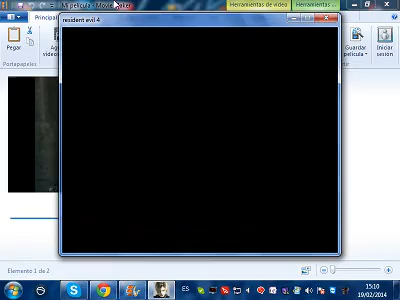 Mi película - Movie Maker
Herramientas de vídeo
Herramientas ...
resident evil 4
Principal
Pegar
Portapapeles
Guardar
película
Iniciar
sesión
Elemento 1 de 2
ES
15:10
19/02/2014